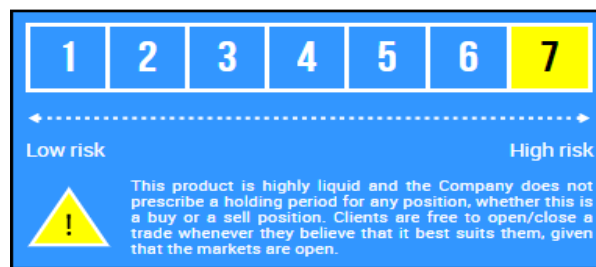 1 2 3 4 5 6 7
Low risk High risk
This product is highly liquid and the Company does not
prescribe a holding period for any position, whether this is
a buy or a sell position. Clients are free to open/close a
trade whenever they believe that it best suits them, given
that the markets are open.
!